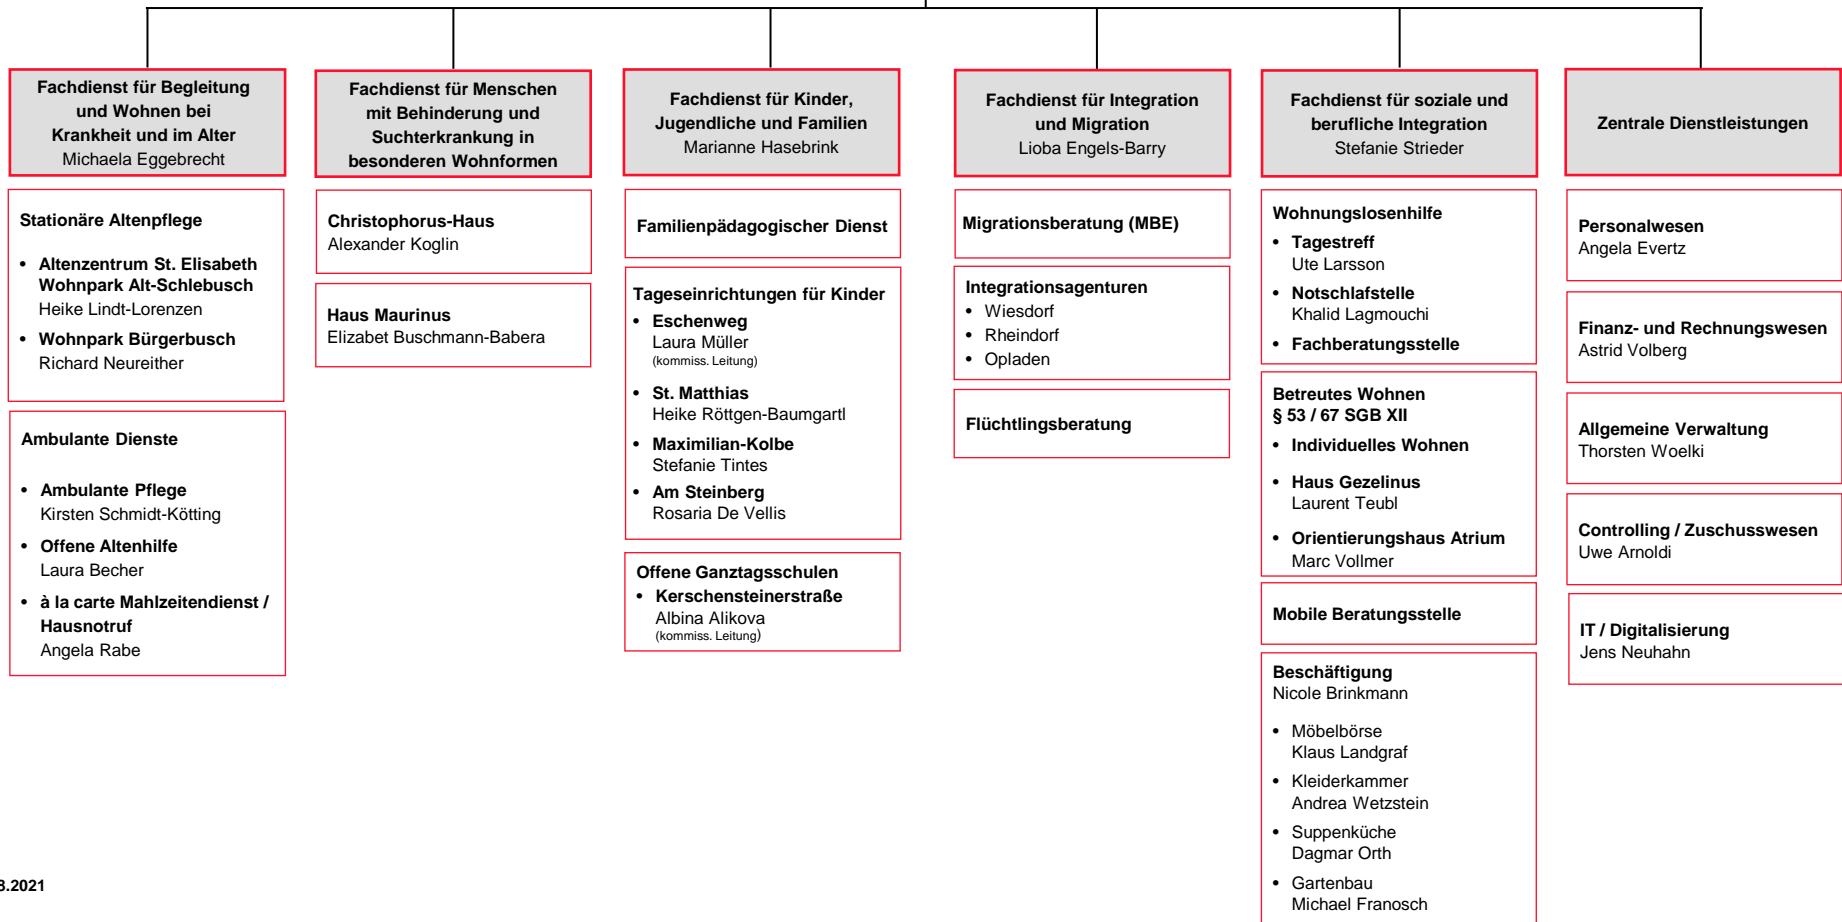 Fachdienst für Begleitung
und Wohnen bei
Krankheit und im Alter
Michaela Eggebrecht
Stationäre Altenpflege
• Altenzentrum St. Elisabeth
Wohnpark Alt-Schlebusch
Heike Lindt-Lorenzen
• Wohnpark Bürgerbusch
Richard Neureither
Ambulante Dienste
• Ambulante Pflege
Kirsten Schmidt-Kötting
• Offene Altenhilfe
Laura Becher
• à la carte Mahlzeitendienst /
Hausnotruf
Angela Rabe
Fachdienst für Menschen
mit Behinderung und
Suchterkrankung in
besonderen Wohnformen
Christophorus-Haus
Alexander Koglin
Haus Maurinus
Elizabet Buschmann-Babera
Fachdienst für Kinder,
Jugendliche und Familien
Marianne Hasebrink
Familienpädagogischer Dienst
Tageseinrichtungen für Kinder
• Eschenweg
Laura Müller
(kommiss. Leitung)
• St. Matthias
Heike Röttgen-Baumgartl
• Maximilian-Kolbe
Stefanie Tintes
• Am Steinberg
Rosaria De Vellis
Offene Ganztagsschulen
• Kerschensteinerstraße
Albina Alikova
(kommiss. Leitung)
Fachdienst für Integration
und Migration
Lioba Engels-Barry
Migrationsberatung (MBE)
Integrationsagenturen
• Wiesdorf
• Rheindorf
• Opladen
Flüchtlingsberatung
Fachdienst für soziale und
berufliche Integration
Stefanie Strieder
Wohnungslosenhilfe
• Tagestreff
Ute Larsson
• Notschlafstelle
Khalid Lagmouchi
• Fachberatungsstelle
Betreutes Wohnen
§ 53 / 67 SGB XII
• Individuelles Wohnen
• Haus Gezelinus
Laurent Teubl
• Orientierungshaus Atrium
Marc Vollmer
Mobile Beratungsstelle
Beschäftigung
Nicole Brinkmann
• Möbelbörse
Klaus Landgraf
• Kleiderkammer
Andrea Wetzstein
• Suppenküche
Dagmar Orth
• Gartenbau
Michael Franosch
Zentrale Dienstleistungen
Personalwesen
Angela Evertz
Finanz- und Rechnungswesen
Astrid Volberg
Allgemeine Verwaltung
Thorsten Woelki
Controlling / Zuschusswesen
Uwe Arnoldi
IT / Digitalisierung
Jens Neuhahn
.2021